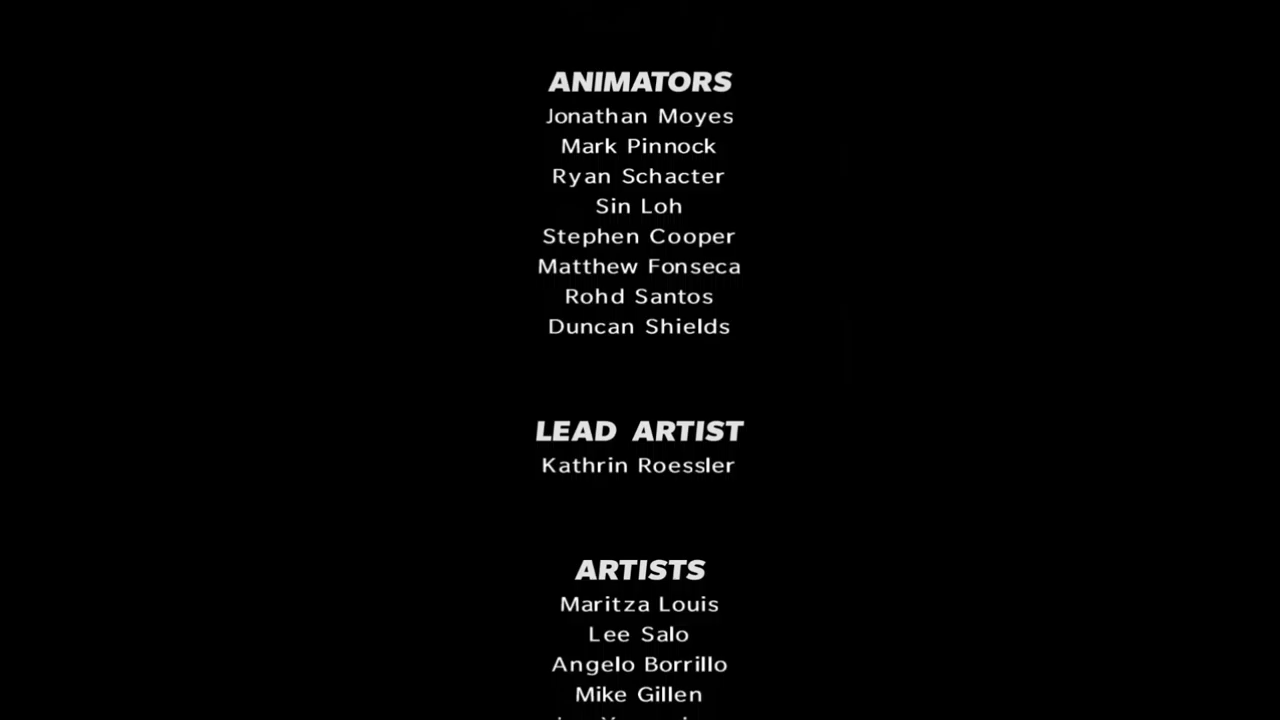 ANIMATORS
Jonathan Moyes
Mark Pinnock
Ryan Schacter
Sin Loh
Stephen Cooper
Matthew Fonseca
Rohd Santos
Duncan Shields
LEAD ARTIST
Kathrin Roessler
ARTISTS
Maritza Louis
Lee Salo
Angelo Borrillo
Mike Gillen